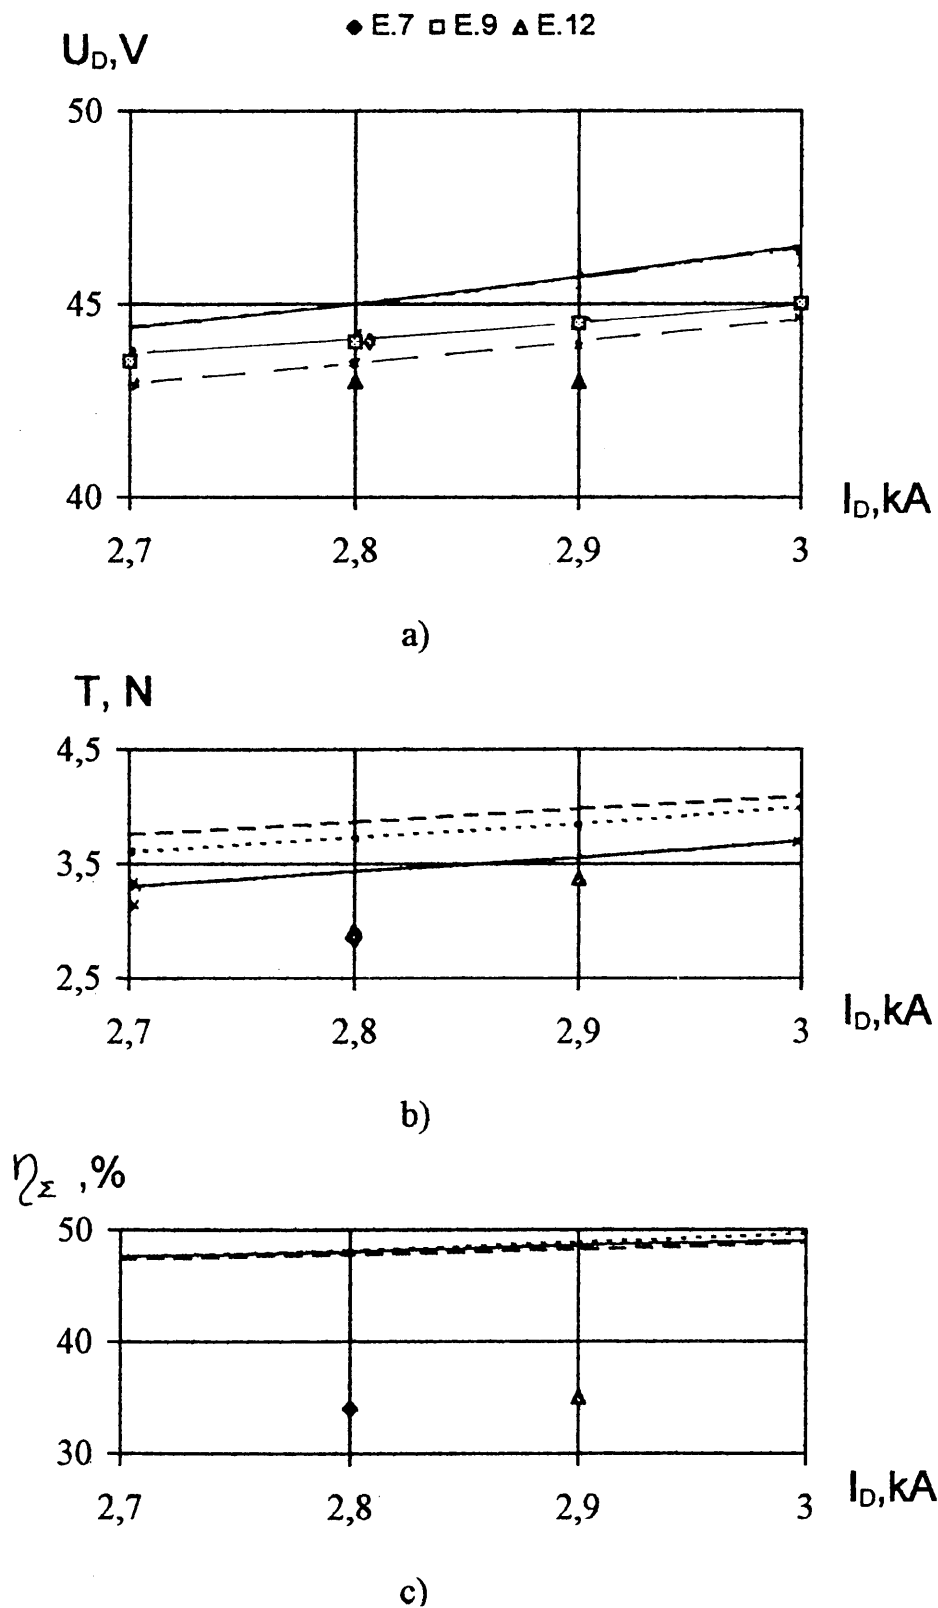 ◆ E.7 □ E.9 △ E.12
U_D,V
50
45
40
I_D,kA
2,7 2,8 2,9 3
a)
T, N
4,5
3,5
2,5
I_D,kA
2,7 2,8 2,9 3
b)
η_Σ ,%
50
40
30
I_D,kA
2,7 2,8 2,9 3
c)